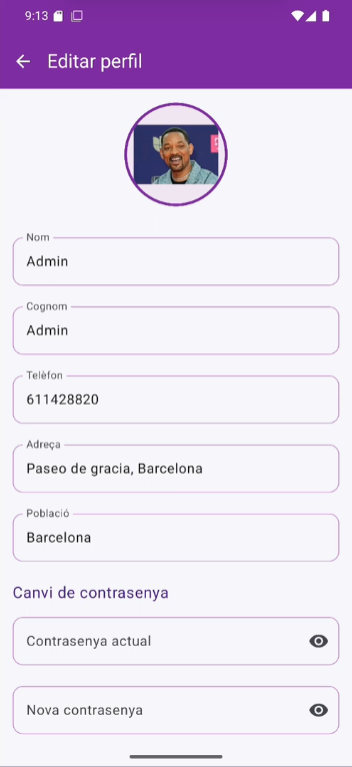 9:13
Editar perfil
Nom
Admin
Cognom
Admin
Telèfon
611428820
Adreça
Paseo de gracia, Barcelona
Població
Barcelona
Canvi de contrasenya
Contrasenya actual
Nova contrasenya